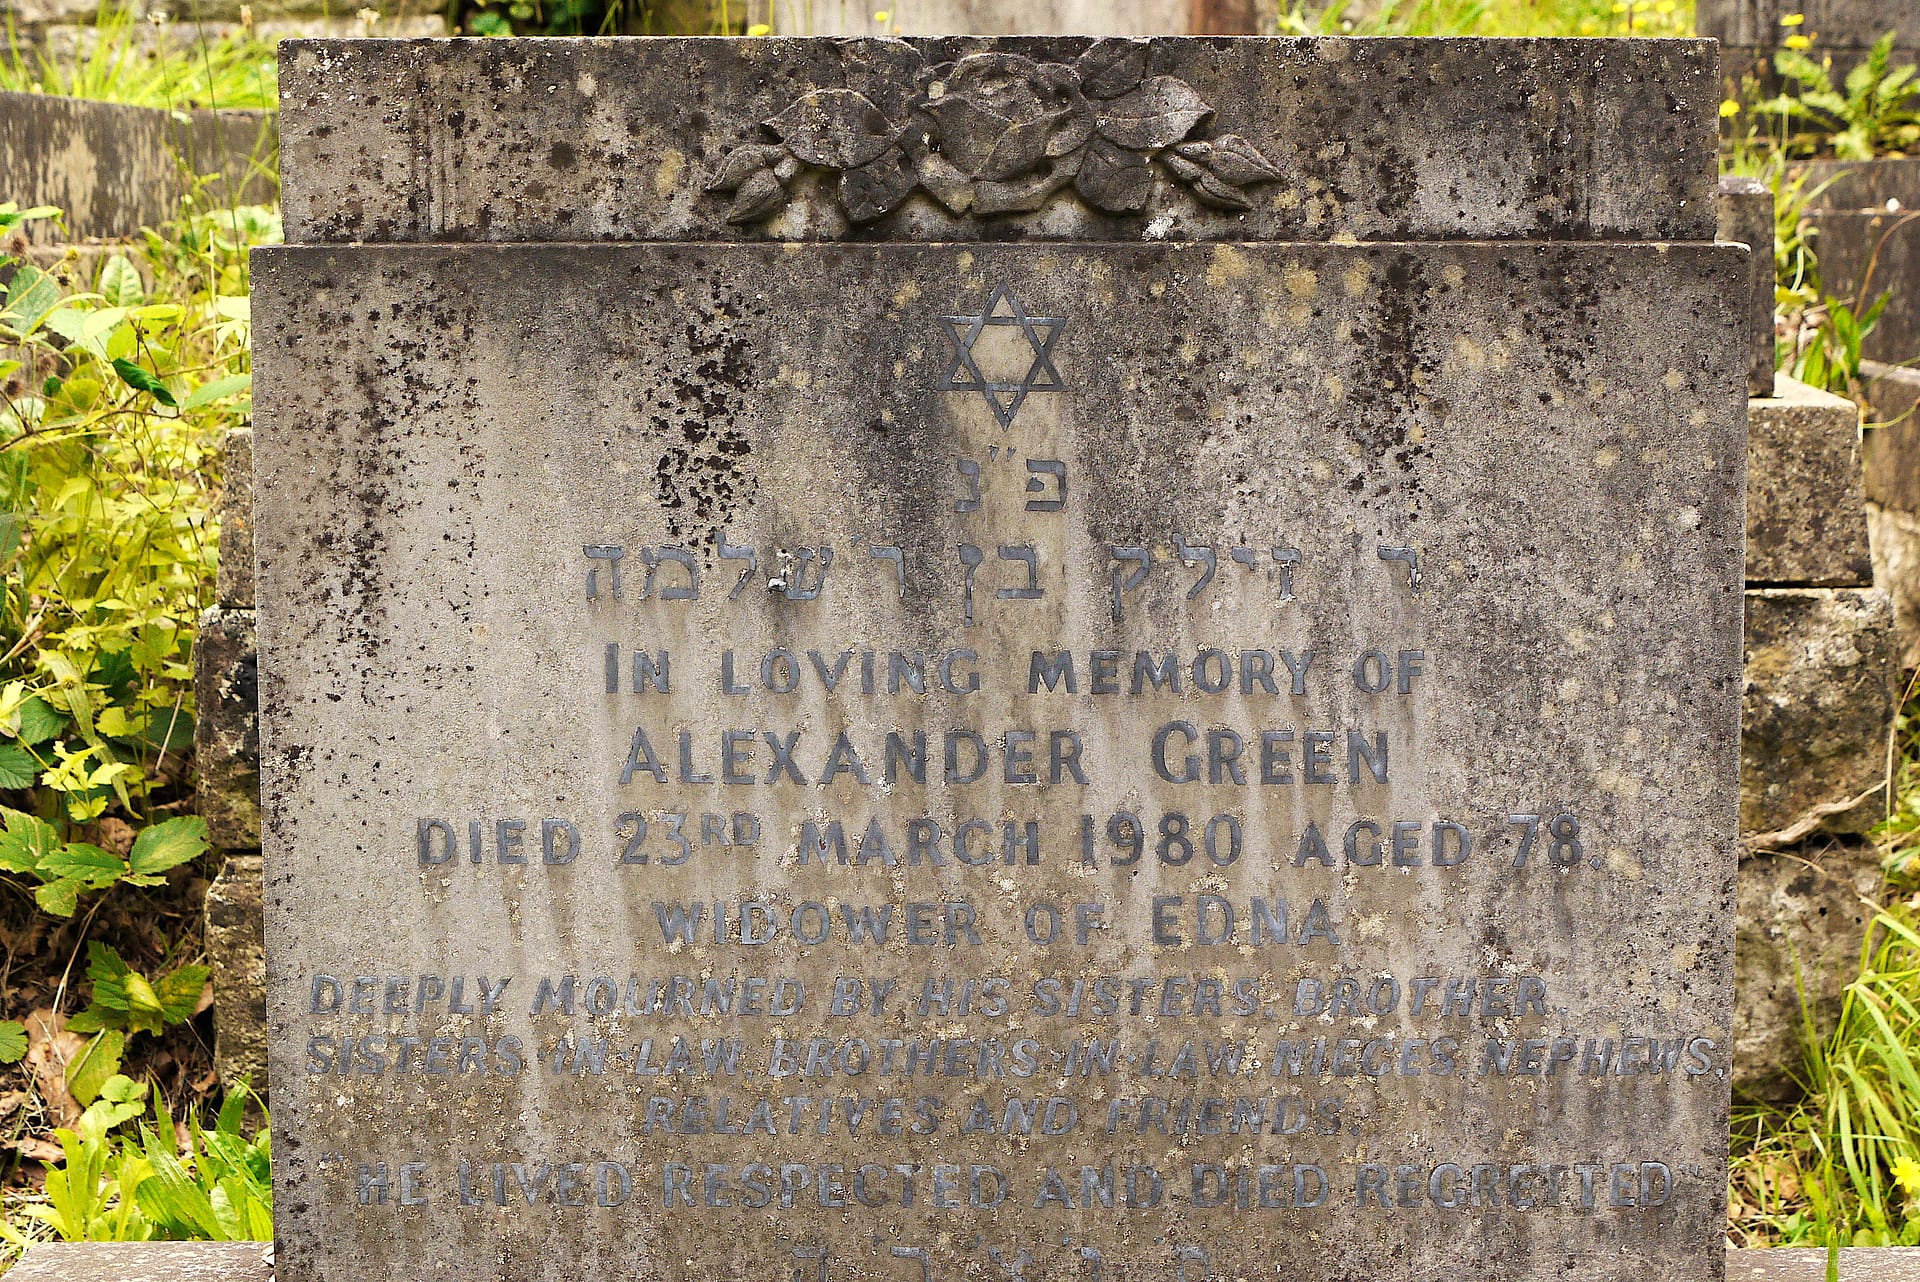 פ״נ
ר׳ זילק בן ר׳ שלמה
IN LOVING MEMORY OF
ALEXANDER GREEN
DIED 23RD MARCH 1980 AGED 78.
WIDOWER OF EDNA
DEEPLY MOURNED BY HIS SISTERS, BROTHER,
SISTERS-IN-LAW, BROTHERS-IN-LAW, NIECES, NEPHEWS,
RELATIVES AND FRIENDS.
"HE LIVED RESPECTED AND DIED REGRETTED"